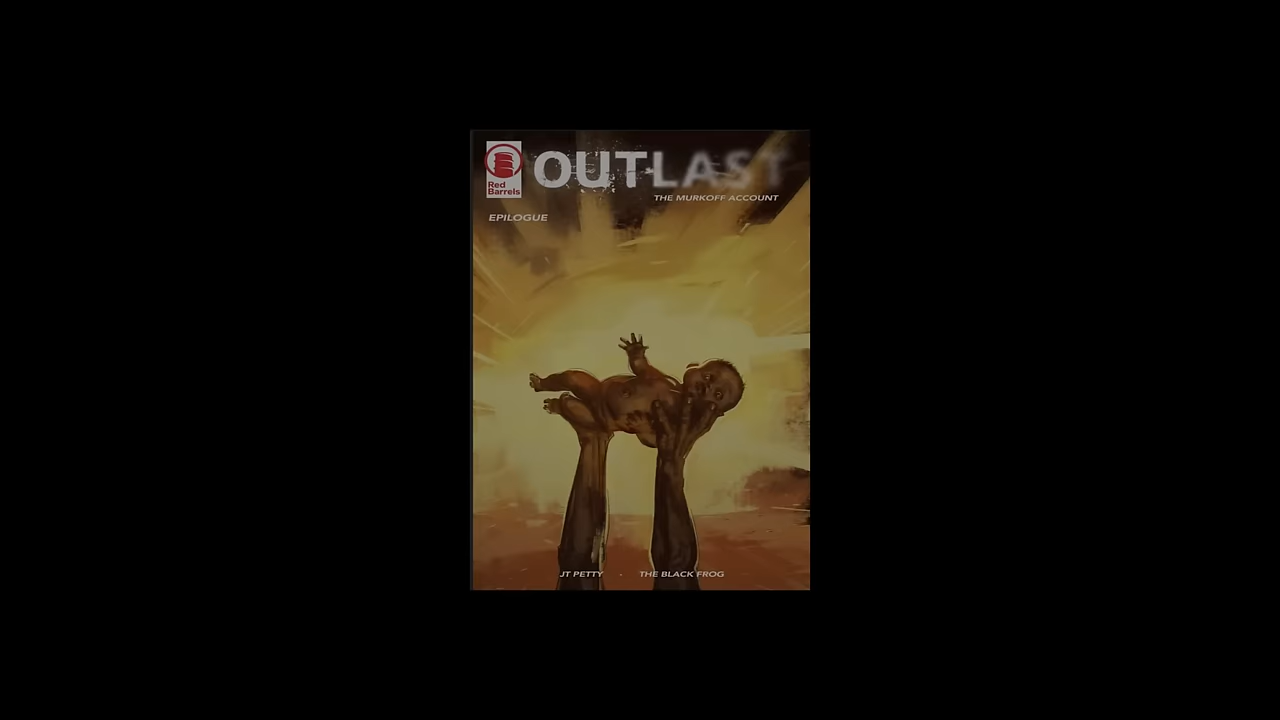 Red
Barrels
OUTLAST
THE MURKOFF ACCOUNT
EPILOGUE
JT PETTY · THE BLACK FROG